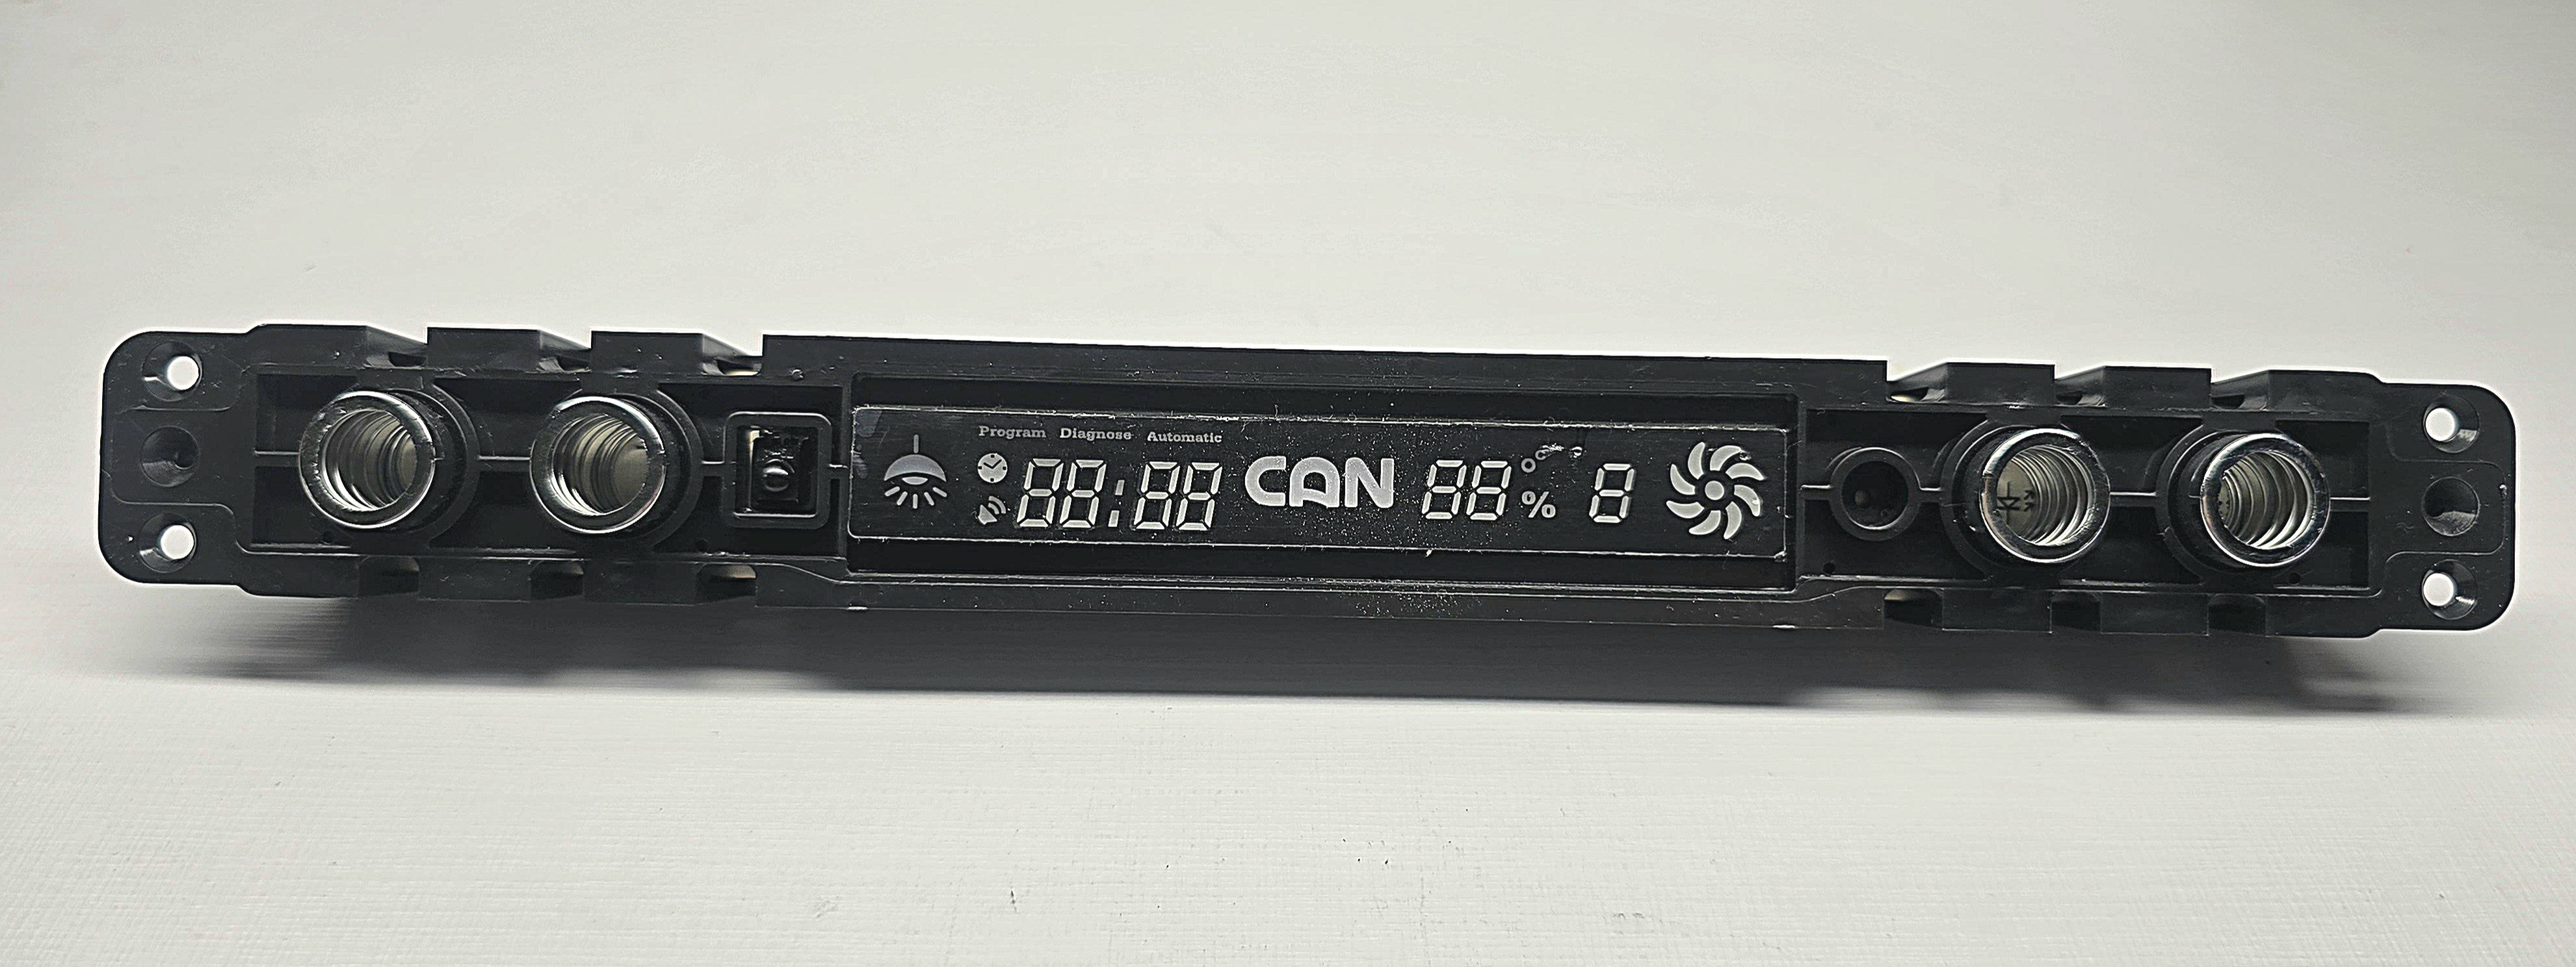 Program Diagnose Automatic
88:88 CAN 88 °C % 8